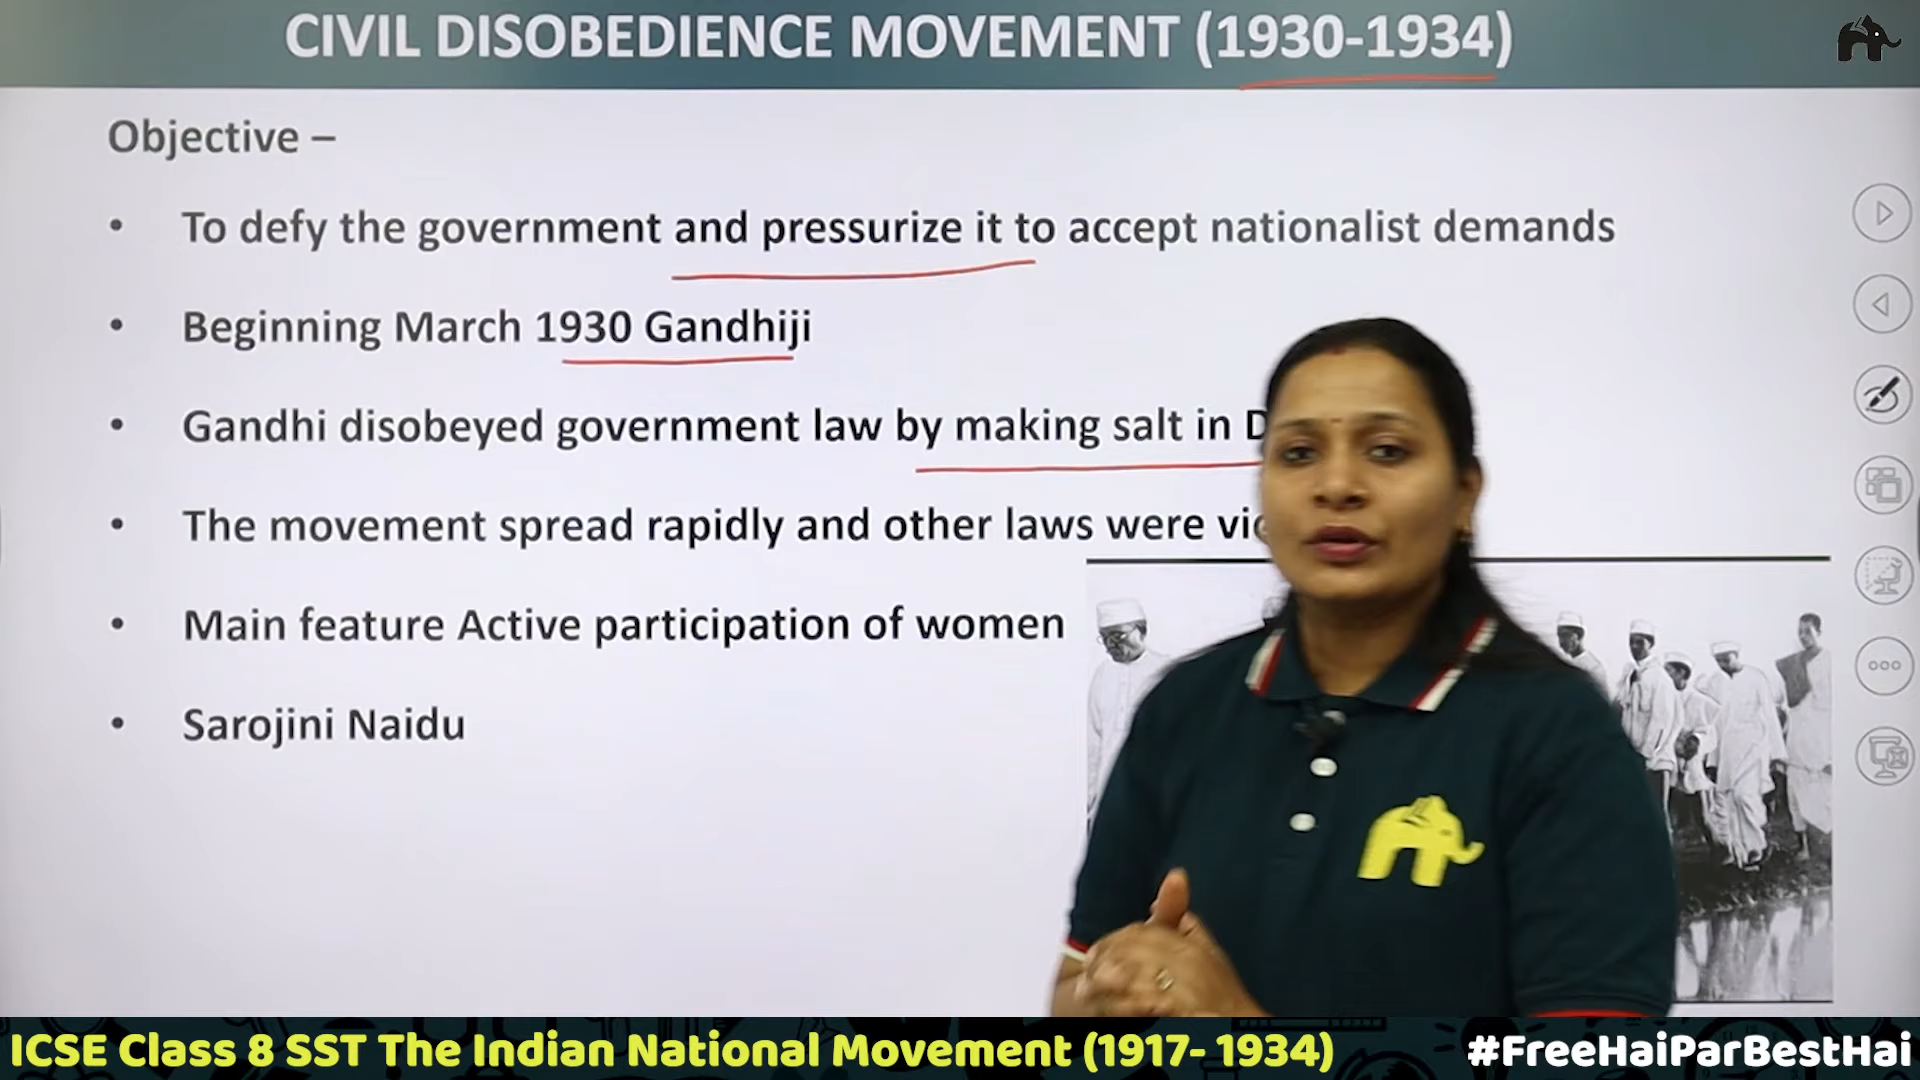 CIVIL DISOBEDIENCE MOVEMENT (1930-1934)
Objective –
• To defy the government and pressurize it to accept nationalist demands
• Beginning March 1930 Gandhiji
• Gandhi disobeyed government law by making salt in
• The movement spread rapidly and other laws were
• Main feature Active participation of women
• Sarojini Naidu
ICSE Class 8 SST The Indian National Movement (1917- 1934)
#FreeHaiParBestHai